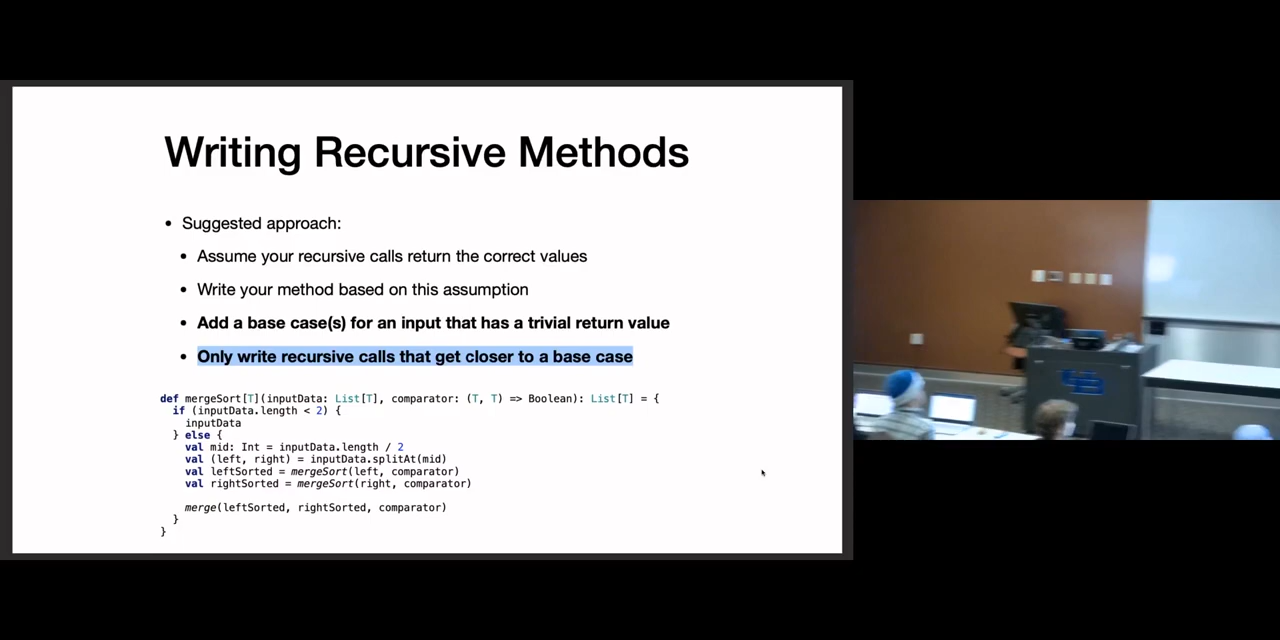 Writing Recursive Methods
• Suggested approach:
• Assume your recursive calls return the correct values
• Write your method based on this assumption
• Add a base case(s) for an input that has a trivial return value
• Only write recursive calls that get closer to a base case
def mergeSort[T](inputData: List[T], comparator: (T, T) => Boolean): List[T] = {
  if (inputData.length < 2) {
    inputData
  } else {
    val mid: Int = inputData.length / 2
    val (left, right) = inputData.splitAt(mid)
    val leftSorted = mergeSort(left, comparator)
    val rightSorted = mergeSort(right, comparator)
    merge(leftSorted, rightSorted, comparator)
  }
}